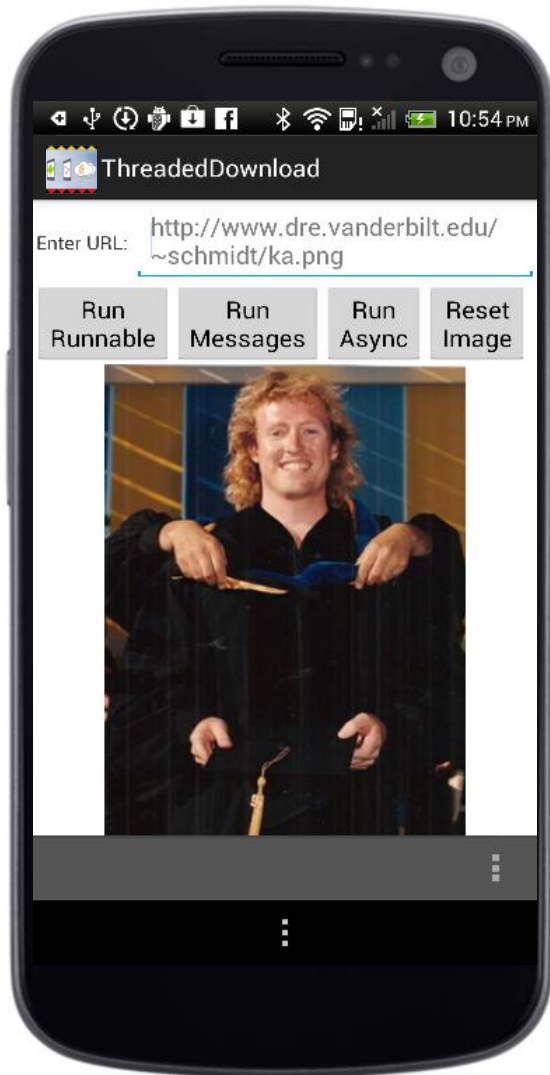 10:54 PM
ThreadedDownload
Enter URL:
http://www.dre.vanderbilt.edu/
~schmidt/ka.png
Run Runnable
Run Messages
Run Async
Reset Image